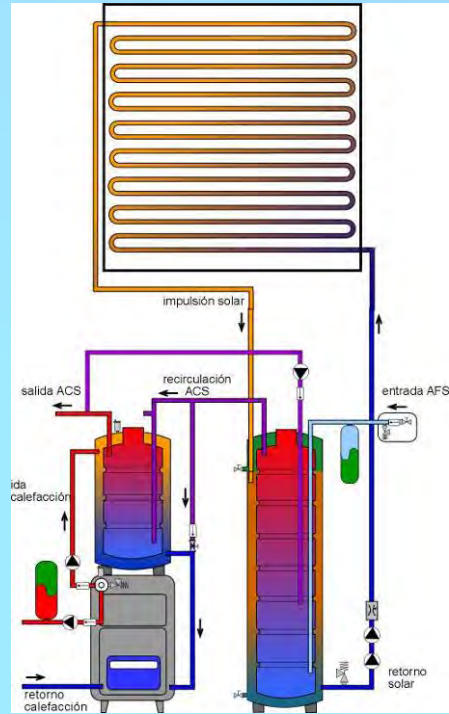 impulsión solar
salida ACS
recirculación
ACS
entrada AFS
ida
calefacción
retorno
solar
retorno
calefacción